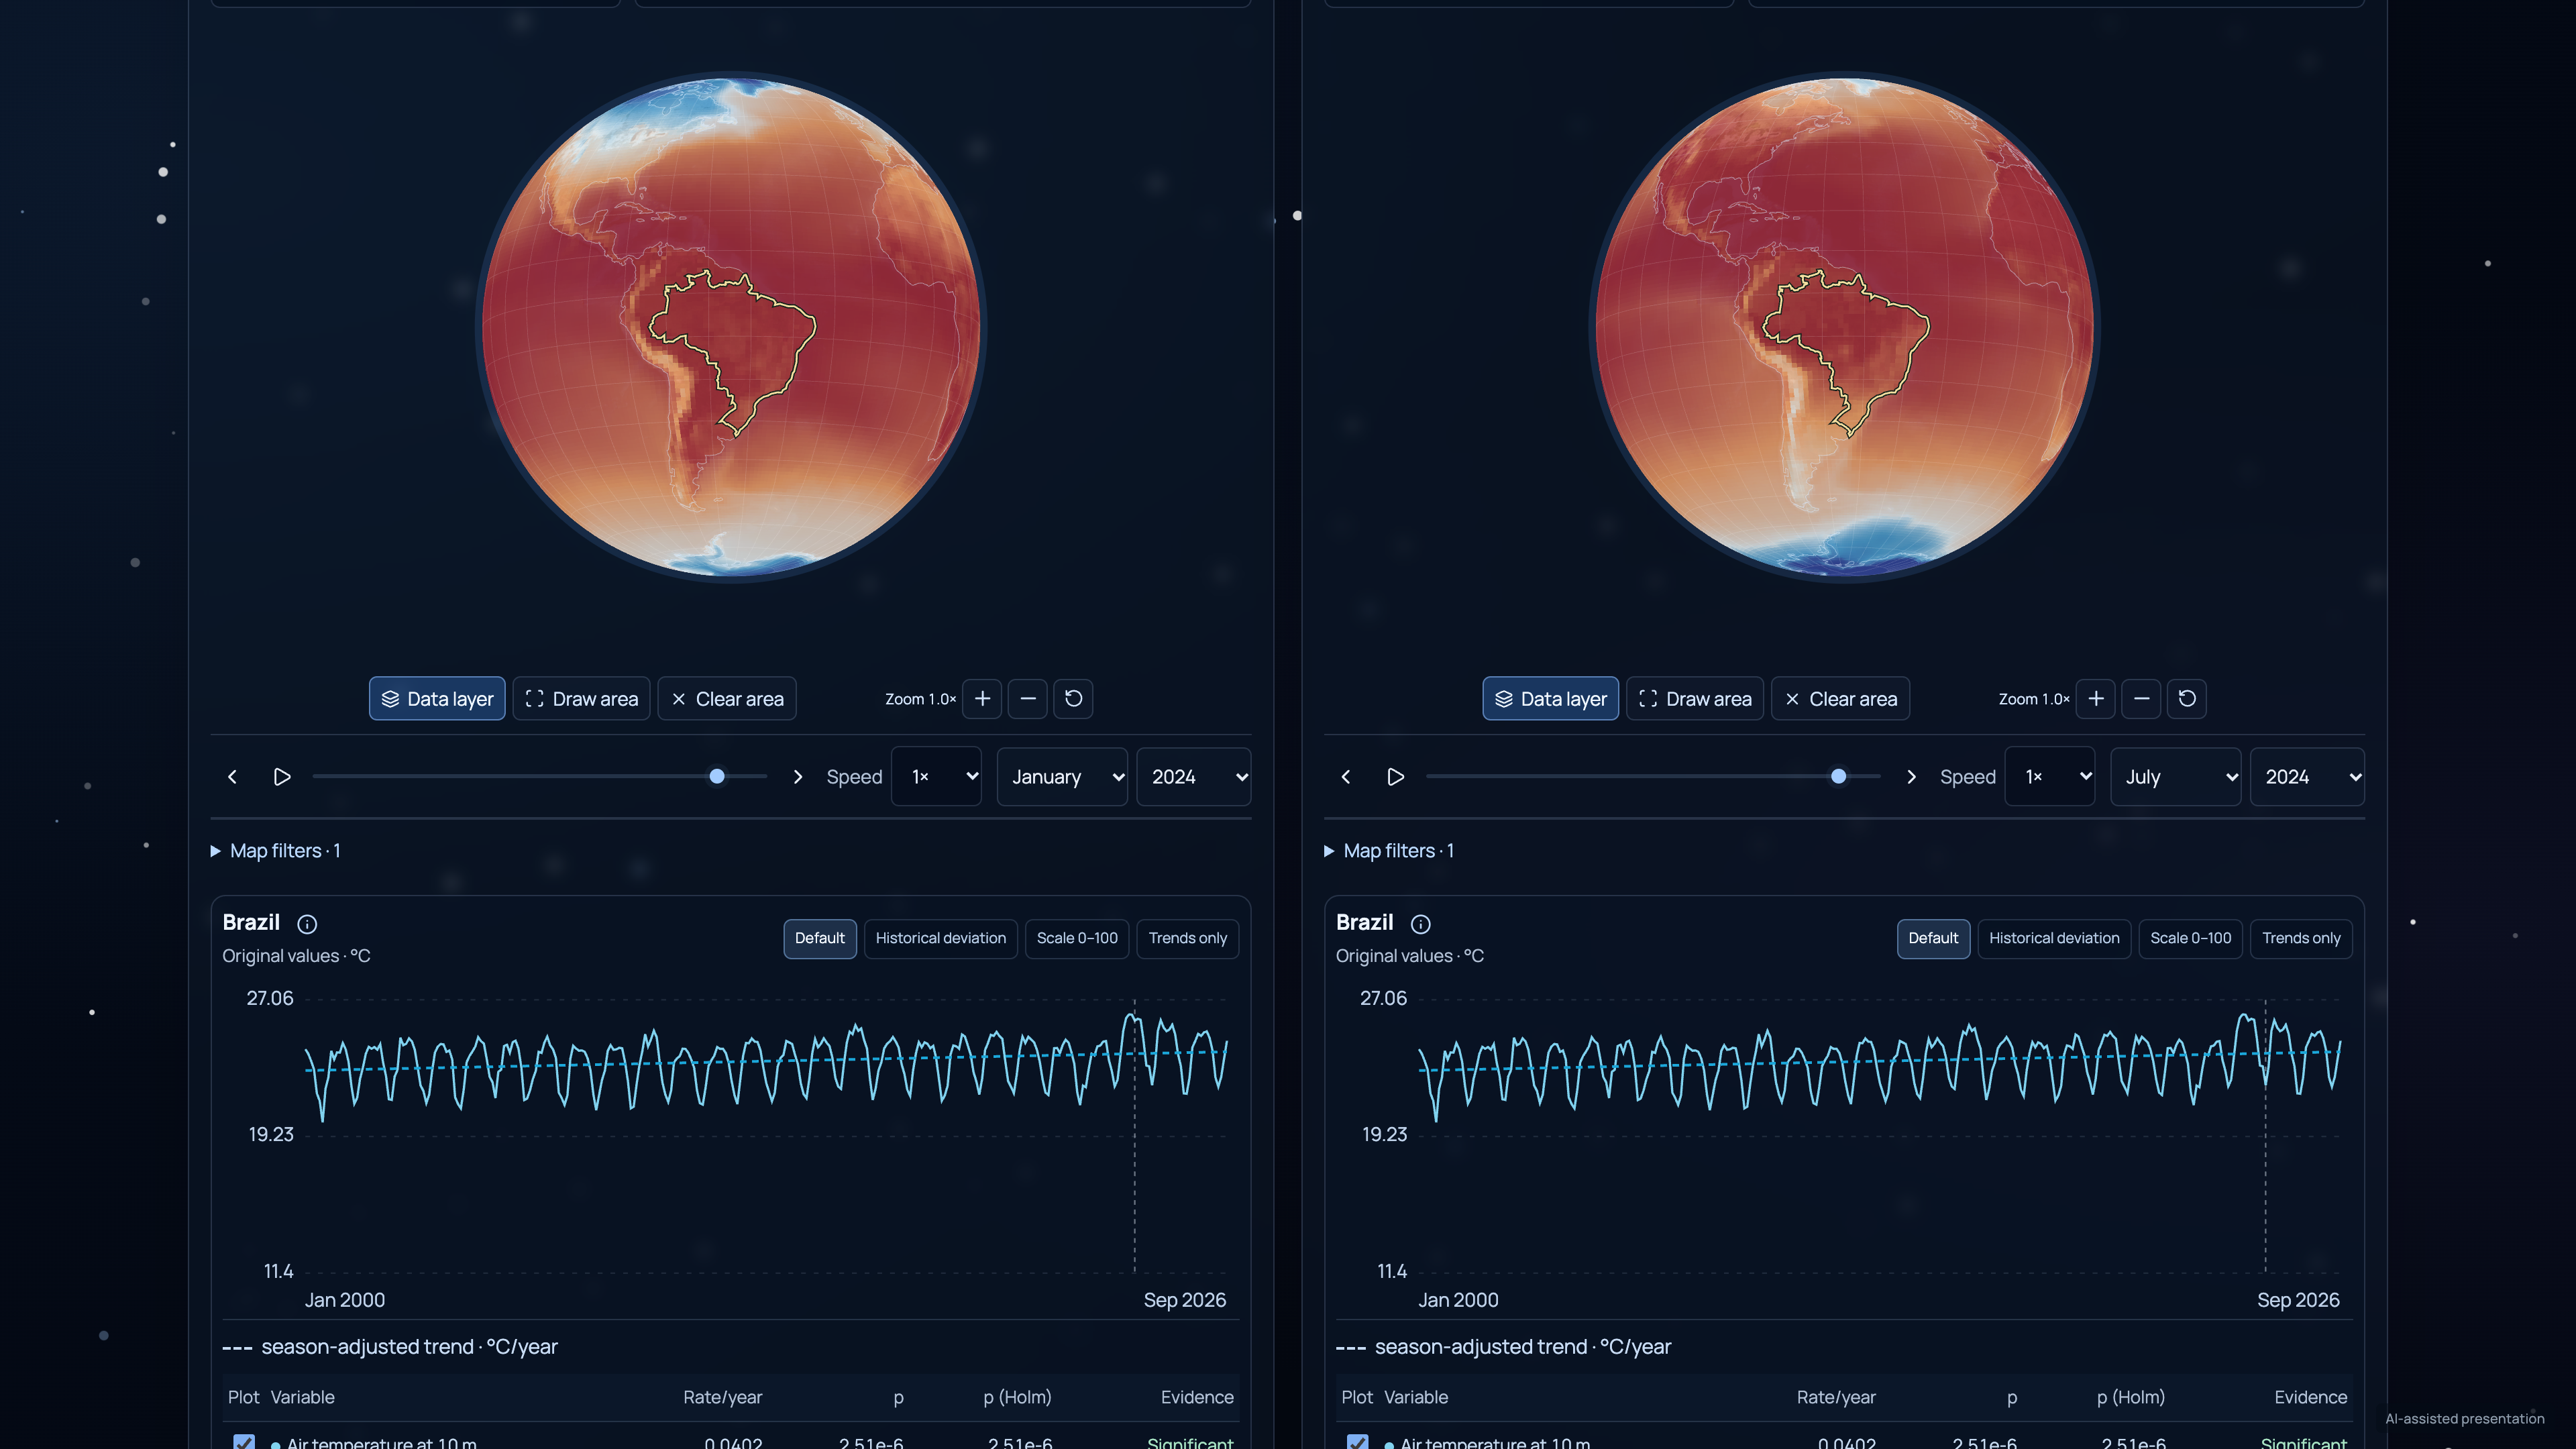 Data layer Draw area Clear area Zoom 1.0×
Speed 1× January 2024
Map filters · 1
Brazil
Default Historical deviation Scale 0–100 Trends only
Original values · °C
27.06
19.23
11.4
Jan 2000 Sep 2026
season-adjusted trend · °C/year
Plot Variable Rate/year p p (Holm) Evidence
Air temperature at 10 m 0.0402 2.51e-6 2.51e-6 Significant
Data layer Draw area Clear area Zoom 1.0×
Speed 1× July 2024
Map filters · 1
Brazil
Default Historical deviation Scale 0–100 Trends only
Original values · °C
27.06
19.23
11.4
Jan 2000 Sep 2026
season-adjusted trend · °C/year
Plot Variable Rate/year p p (Holm) Evidence
Air temperature at 10 m 0.0402 2.51e-6 2.51e-6 Significant
AI-assisted presentation